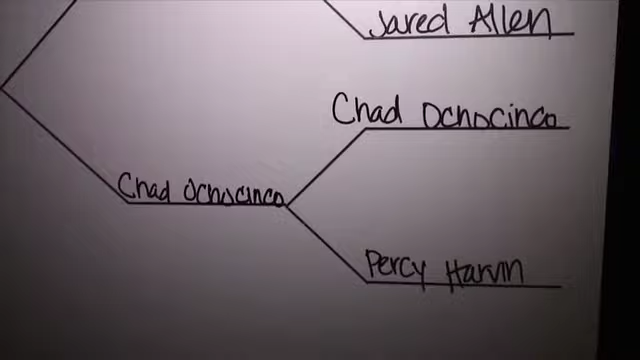 Jared Allen
Chad Ochocinco
Chad Ochocinco
Percy Harvin